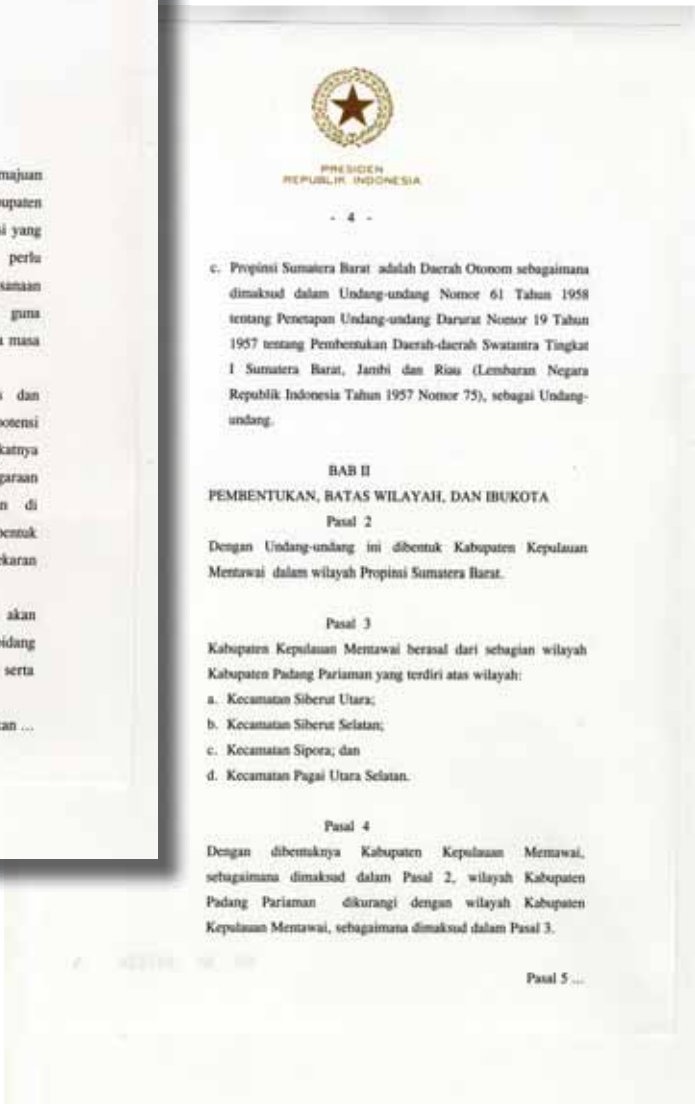 majuan
upaten
si yang
perlu
sanaan
guna
a masa
s dan
potensi
katnya
garaan
n di
bentuk
ekaran
akan
bidang
serta
kan ...
PRESIDEN
REPUBLIK INDONESIA
- 4 -
c. Propinsi Sumatera Barat adalah Daerah Otonom sebagaimana
dimaksud dalam Undang-undang Nomor 61 Tahun 1958
tentang Penetapan Undang-undang Darurat Nomor 19 Tahun
1957 tentang Pembentukan Daerah-daerah Swatantra Tingkat
I Sumatera Barat, Jambi dan Riau (Lembaran Negara
Republik Indonesia Tahun 1957 Nomor 75), sebagai Undang-
undang.
BAB II
PEMBENTUKAN, BATAS WILAYAH, DAN IBUKOTA
Pasal 2
Dengan Undang-undang ini dibentuk Kabupaten Kepulauan
Mentawai dalam wilayah Propinsi Sumatera Barat.
Pasal 3
Kabupaten Kepulauan Mentawai berasal dari sebagian wilayah
Kabupaten Padang Pariaman yang terdiri atas wilayah:
a. Kecamatan Siberut Utara;
b. Kecamatan Siberut Selatan;
c. Kecamatan Sipora; dan
d. Kecamatan Pagai Utara Selatan.
Pasal 4
Dengan dibentuknya Kabupaten Kepulauan Mentawai,
sebagaimana dimaksud dalam Pasal 2, wilayah Kabupaten
Padang Pariaman dikurangi dengan wilayah Kabupaten
Kepulauan Mentawai, sebagaimana dimaksud dalam Pasal 3.
Pasal 5 ...